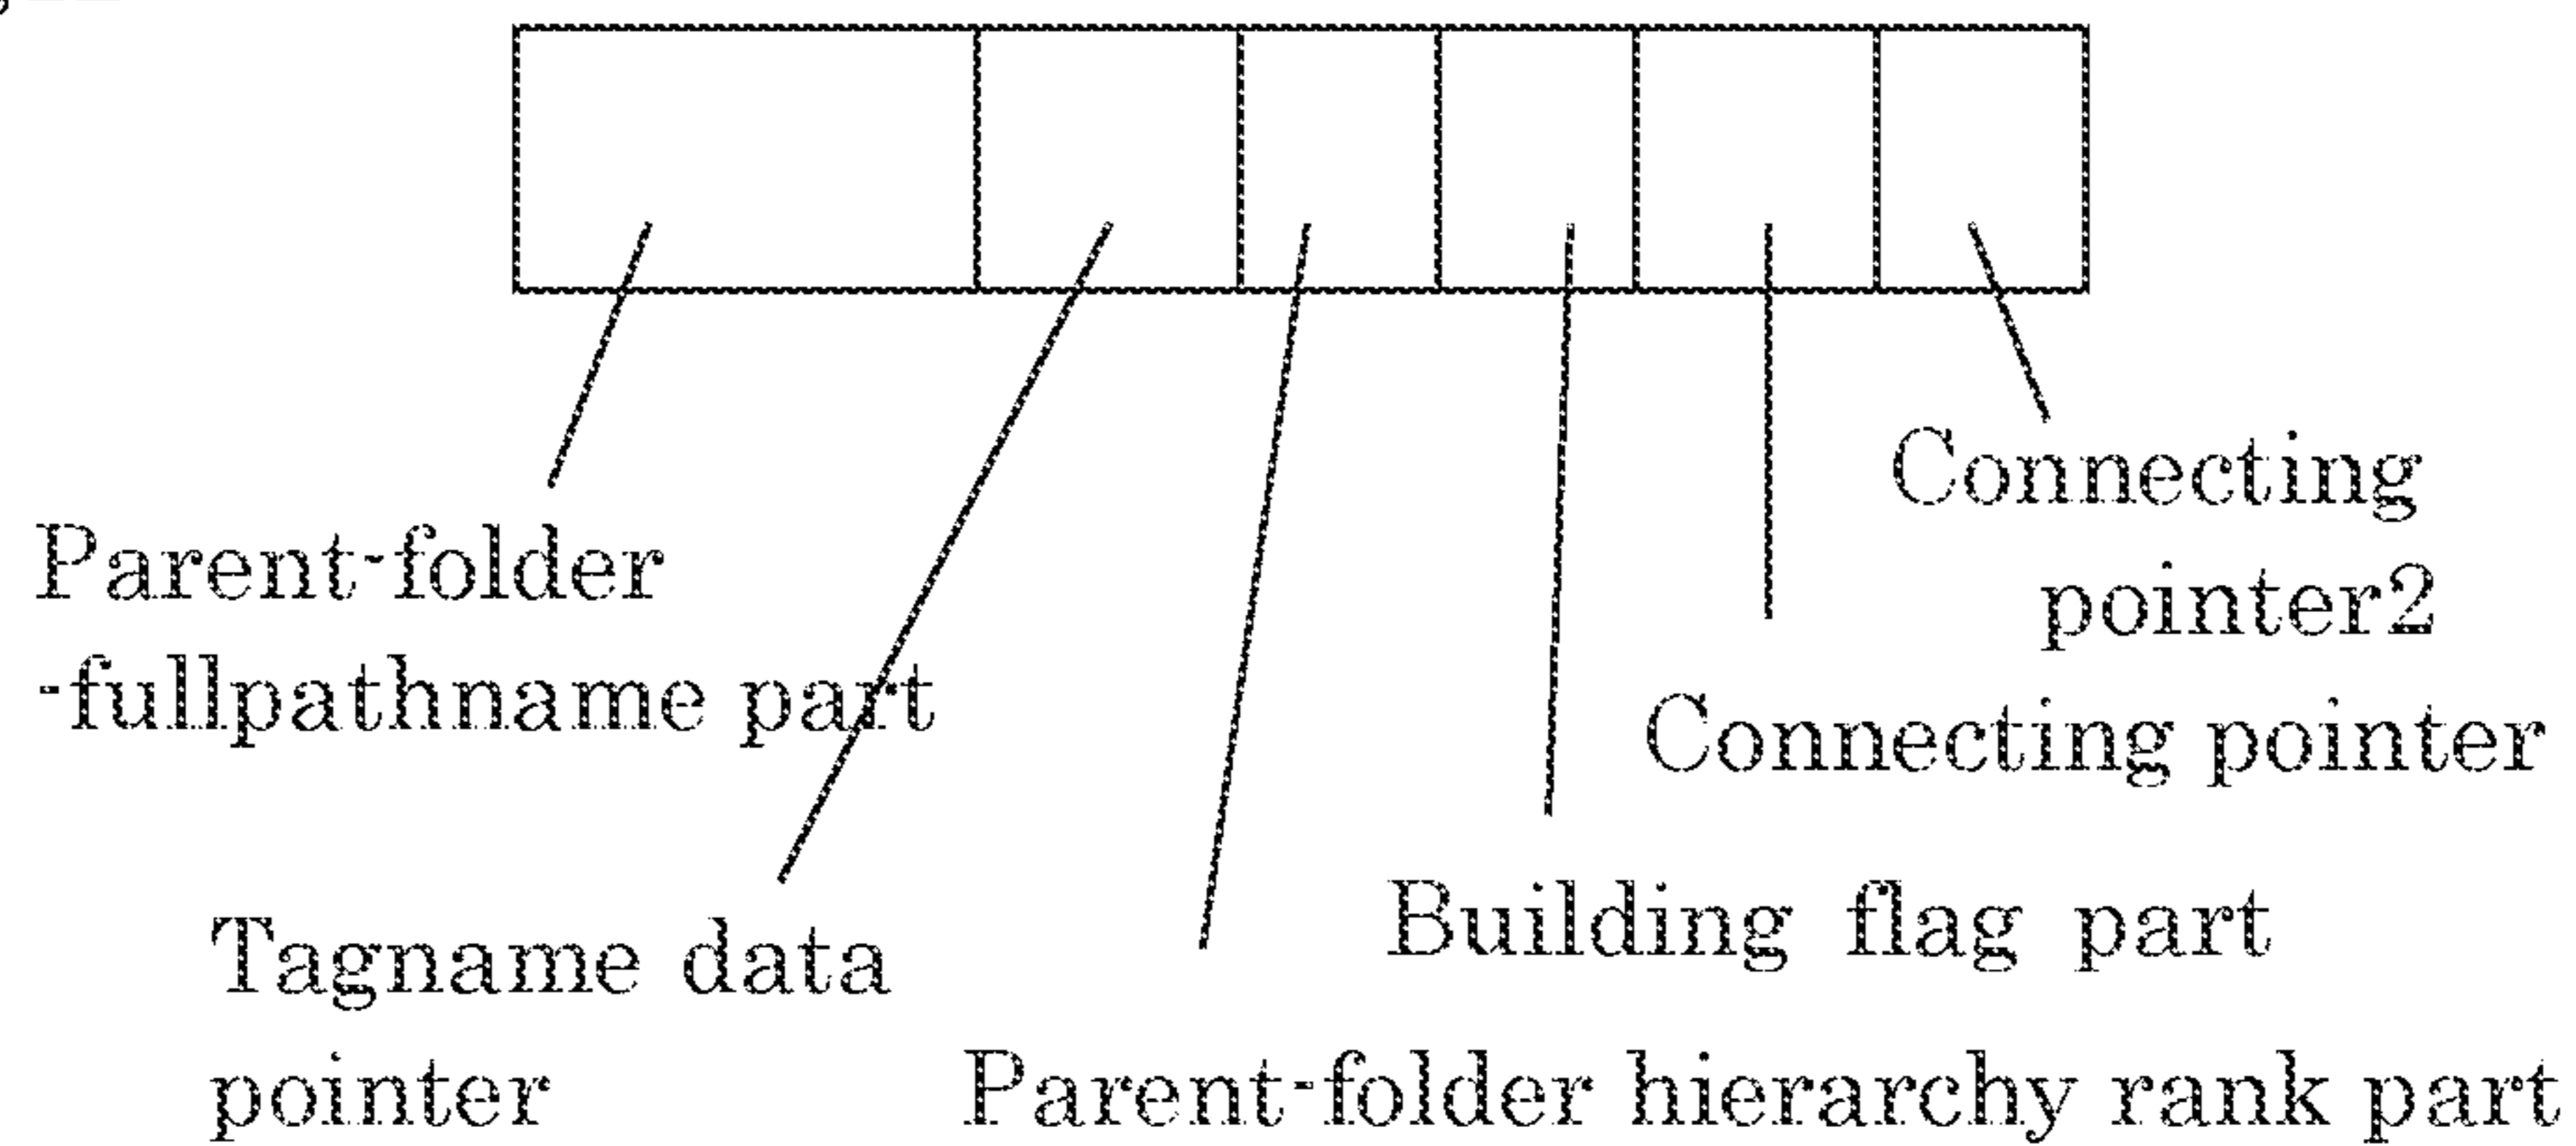 Parent-folder
-fullpathname part
Tagname data
pointer
Parent-folder hierarchy rank part
Building flag part
Connecting pointer
Connecting
pointer2